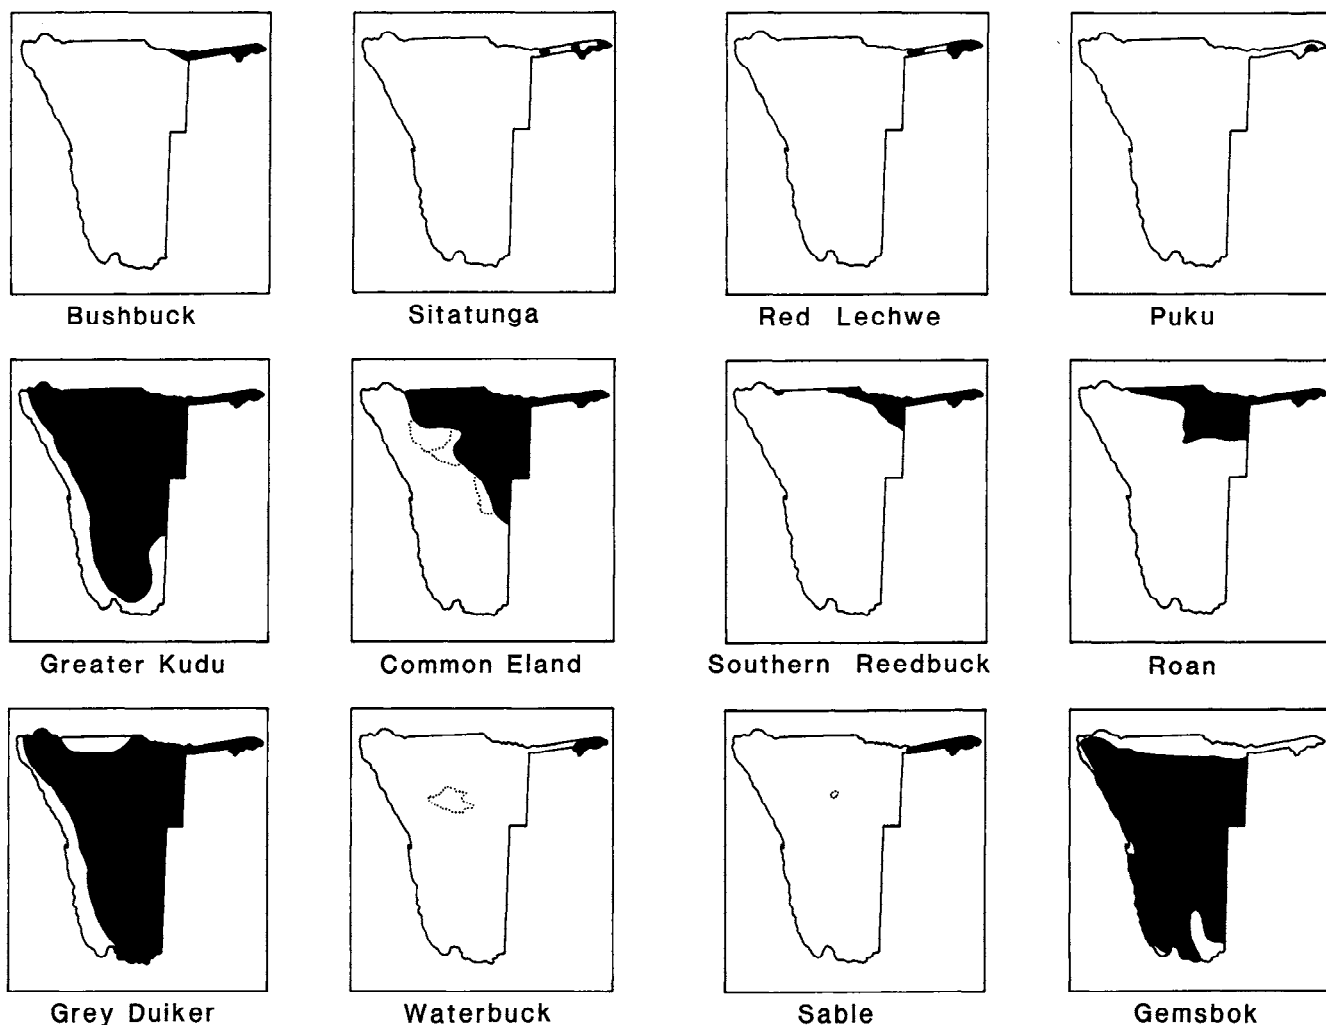 Bushbuck
Sitatunga
Red Lechwe
Puku
Greater Kudu
Common Eland
Southern Reedbuck
Roan
Grey Duiker
Waterbuck
Sable
Gemsbok